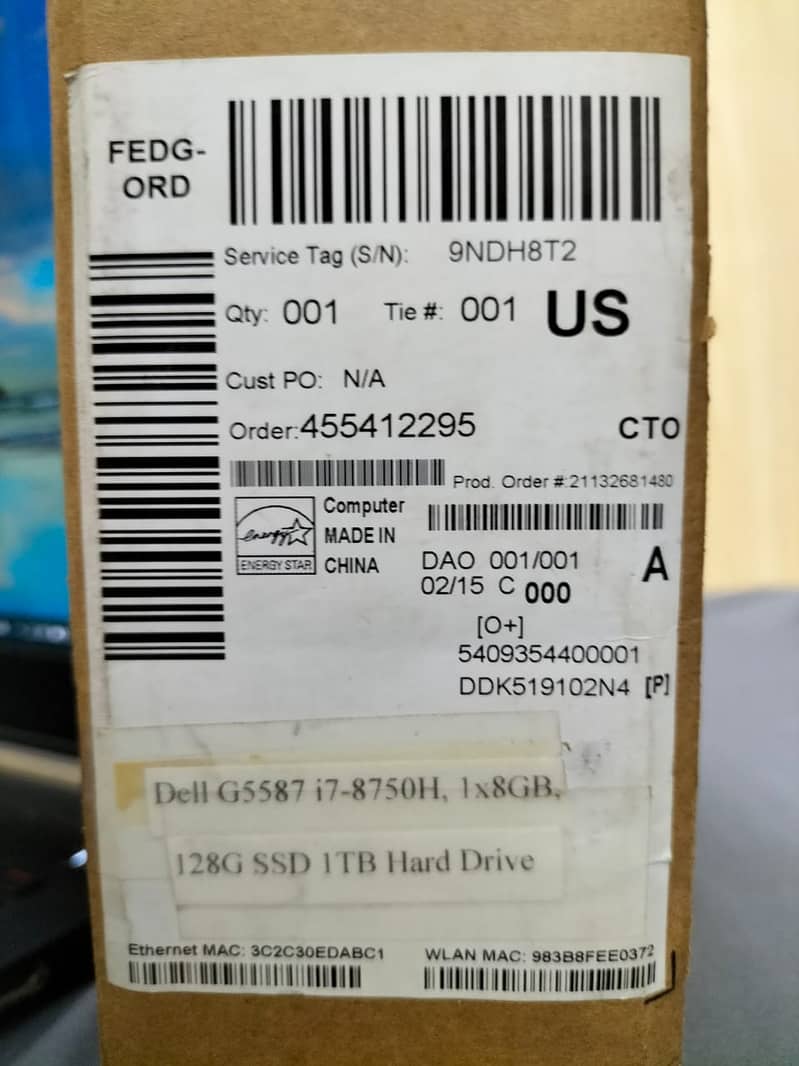 FEDG-
ORD
Service Tag (S/N): 9NDH8T2
Qty: 001 Tie #: 001 US
Cust PO: N/A
Order:455412295 CTO
Prod. Order #:21132681480
energy
ENERGY STAR
Computer
MADE IN
CHINA
DAO 001/001 A
02/15 C 000
[O+]
5409354400001
DDK519102N4 [P]
Dell G5587 i7-8750H, 1x8GB,
128G SSD 1TB Hard Drive
Ethernet MAC: 3C2C30EDABC1 WLAN MAC: 983B8FEE0372